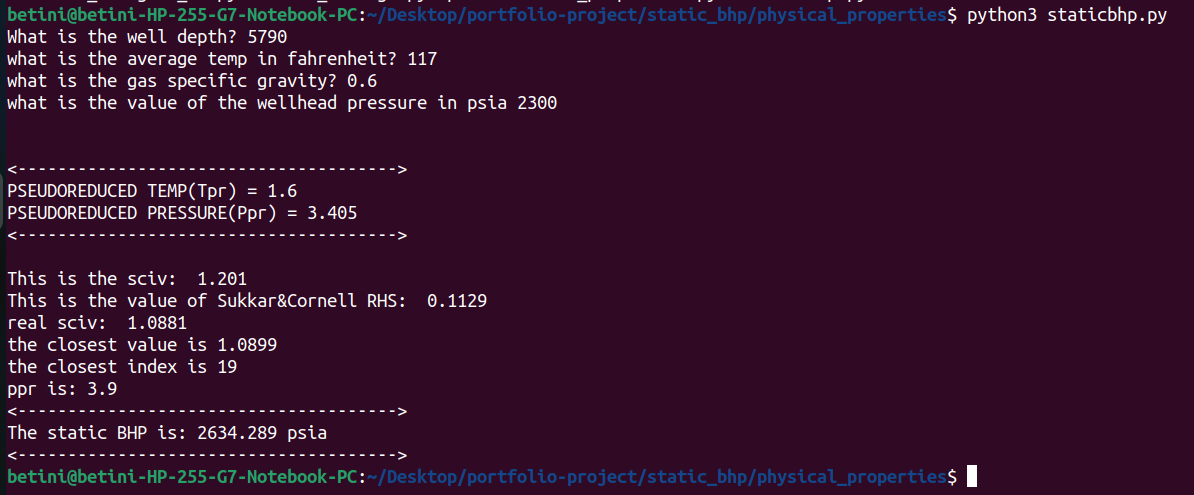 betini@betini-HP-255-G7-Notebook-PC:~/Desktop/portfolio-project/static_bhp/physical_properties$ python3 staticbhp.py
What is the well depth? 5790
what is the average temp in fahrenheit? 117
what is the gas specific gravity? 0.6
what is the value of the wellhead pressure in psia 2300
<-------------------------------------->
PSEUDOREDUCED TEMP(Tpr) = 1.6
PSEUDOREDUCED PRESSURE(Ppr) = 3.405
<-------------------------------------->
This is the sciv:  1.201
This is the value of Sukkar&Cornell RHS:  0.1129
real sciv:  1.0881
the closest value is 1.0899
the closest index is 19
ppr is: 3.9
<-------------------------------------->
The static BHP is: 2634.289 psia
<-------------------------------------->
betini@betini-HP-255-G7-Notebook-PC:~/Desktop/portfolio-project/static_bhp/physical_properties$